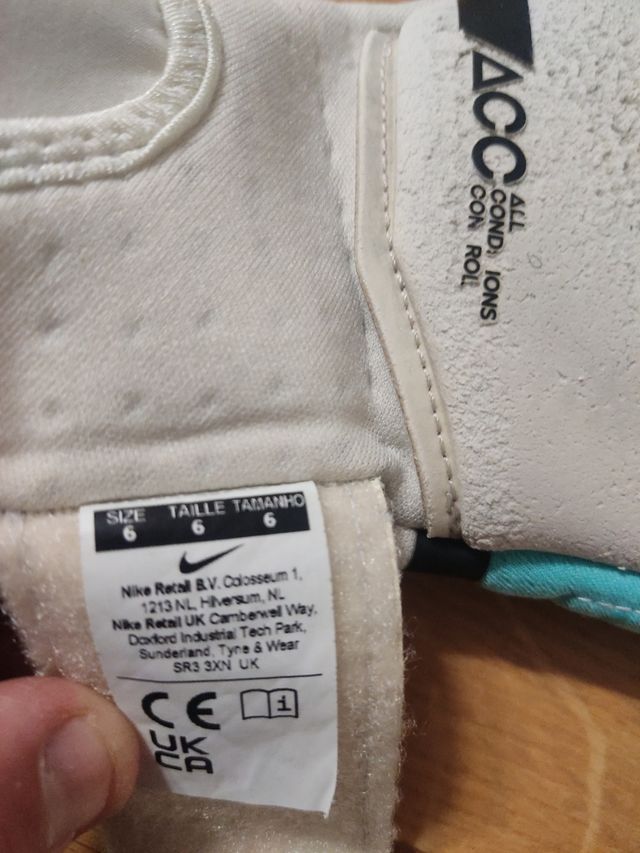 ACC
ALL
CONDI IONS
CON ROL
SIZE TAILLE TAMANHO
6 6 6
Nike Retail B.V. Colosseum 1,
1213 NL, Hilversum, NL
Nike Retail UK Camberwell Way,
Doxford Industrial Tech Park,
Sunderland, Tyne & Wear
SR3 3XN UK
CE i
UK
CA